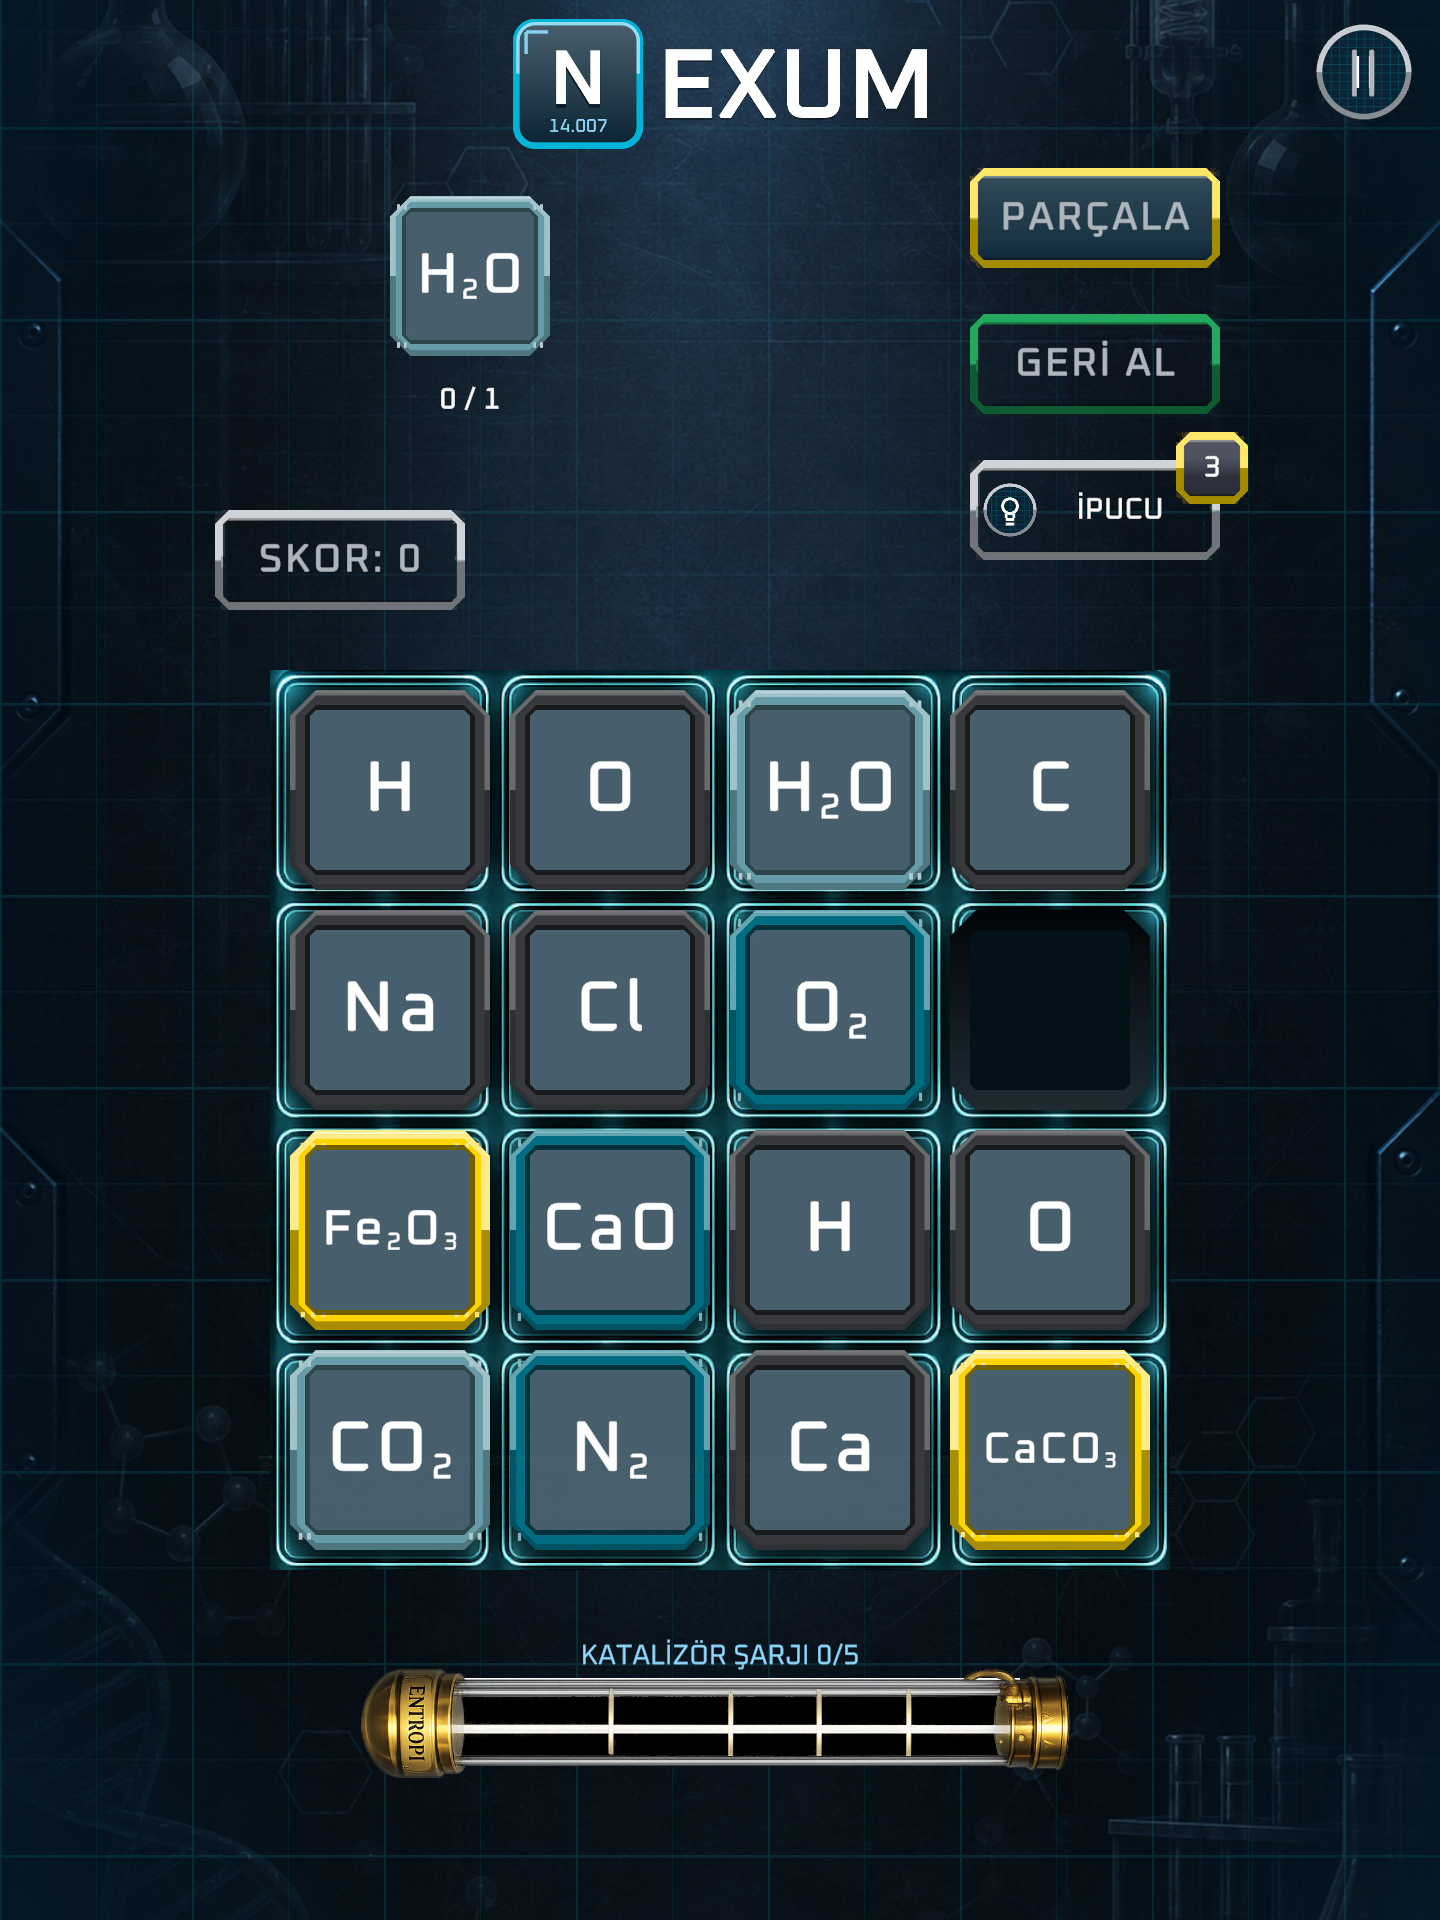 N EXUM
14.007
PARÇALA
H₂O
GERİ AL
0 / 1
3
İPUCU
SKOR: 0
H O H₂O C
Na Cl O₂
Fe₂O₃ CaO H O
CO₂ N₂ Ca CaCO₃
KATALİZÖR ŞARJI 0/5
ENTROPI